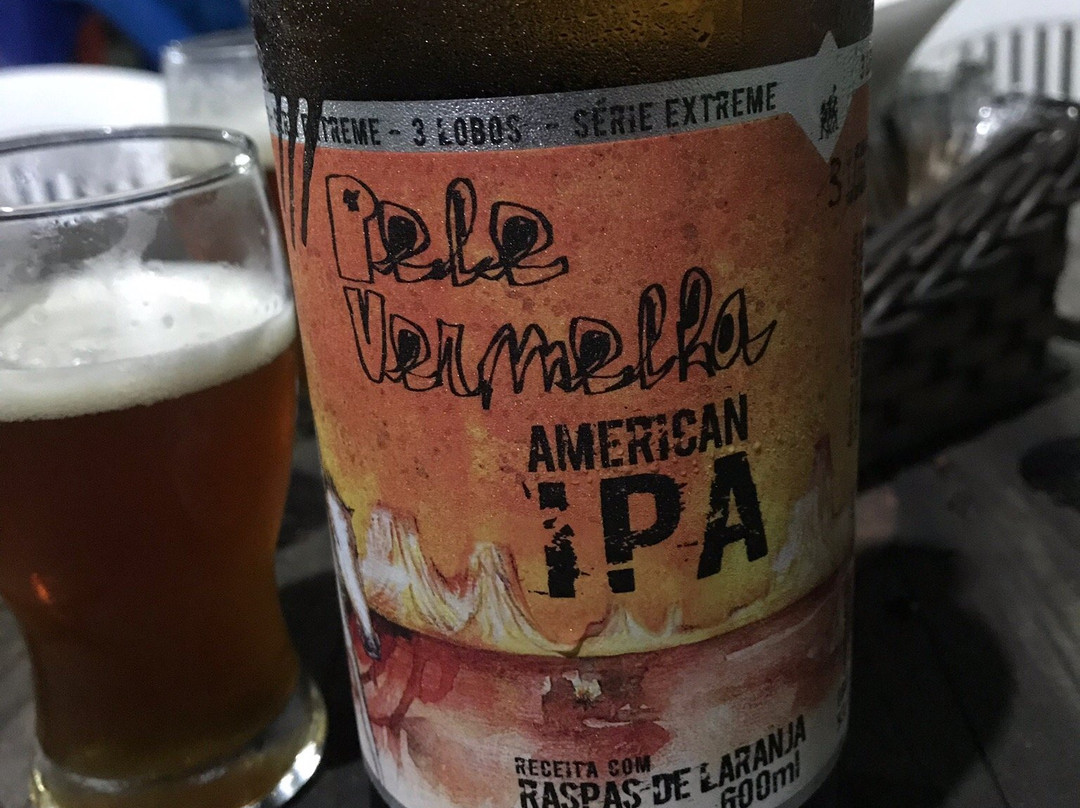 EXTREME - 3 LOBOS - SÉRIE EXTREME
Pele
Vermelha
AMERICAN
IPA
RECEITA COM
RASPAS DE LARANJA
600ml